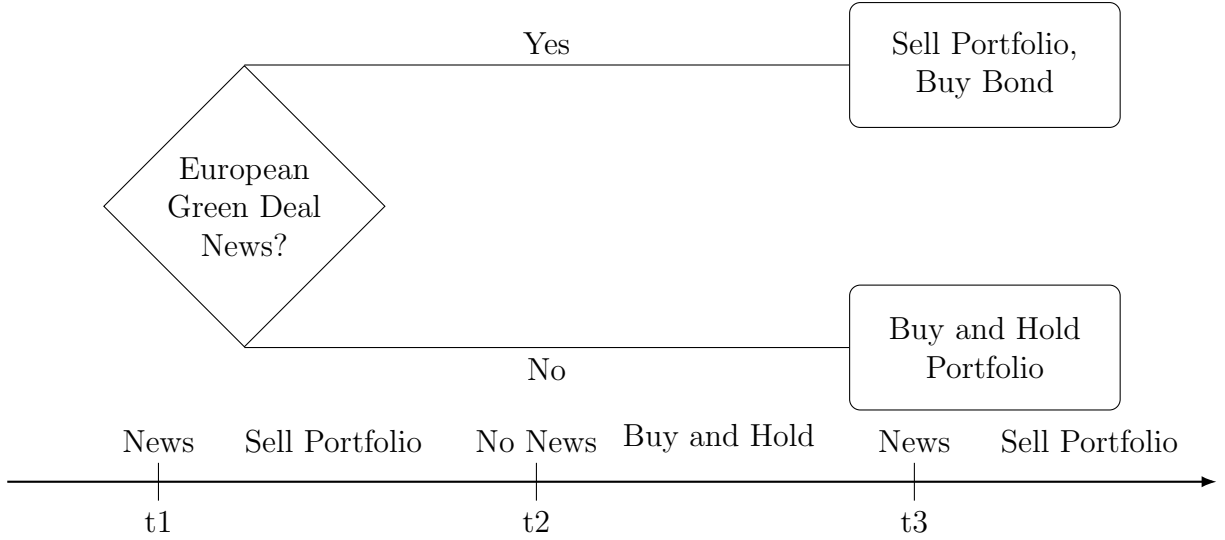 Yes
Sell Portfolio,
Buy Bond
European
Green Deal
News?
No
Buy and Hold
Portfolio
News
Sell Portfolio
No News
Buy and Hold
News
Sell Portfolio
t1
t2
t3